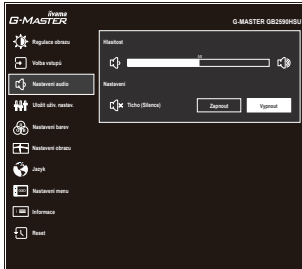 iiyama
G-MASTER
G-MASTER GB2590HSU
Regulace obrazu
Volba vstupů
Nastavení audio
Uložit uživ. nastav.
Nastavení barev
Nastavení obrazu
Jazyk
Nastavení menu
Informace
Reset
Hlasitost
50
Nastavení
Ticho (Silence)
Zapnout
Vypnout